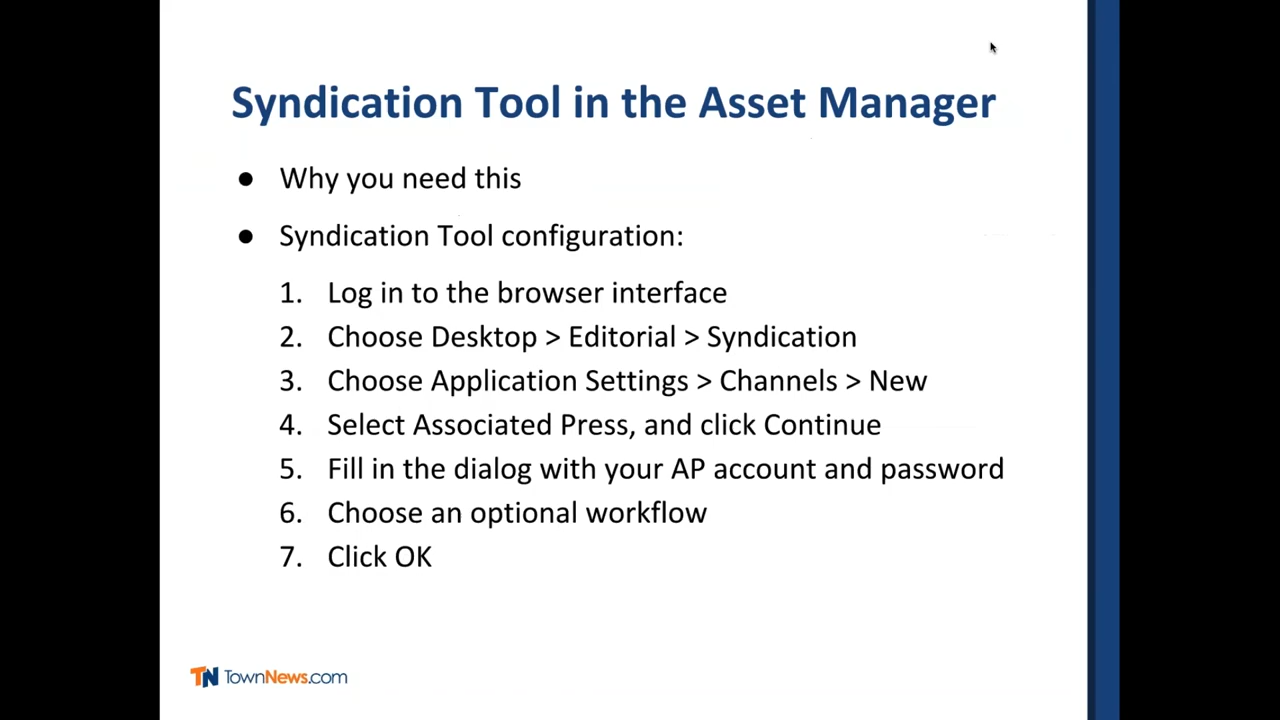 Syndication Tool in the Asset Manager
● Why you need this
● Syndication Tool configuration:
1. Log in to the browser interface
2. Choose Desktop > Editorial > Syndication
3. Choose Application Settings > Channels > New
4. Select Associated Press, and click Continue
5. Fill in the dialog with your AP account and password
6. Choose an optional workflow
7. Click OK
TN TownNews.com